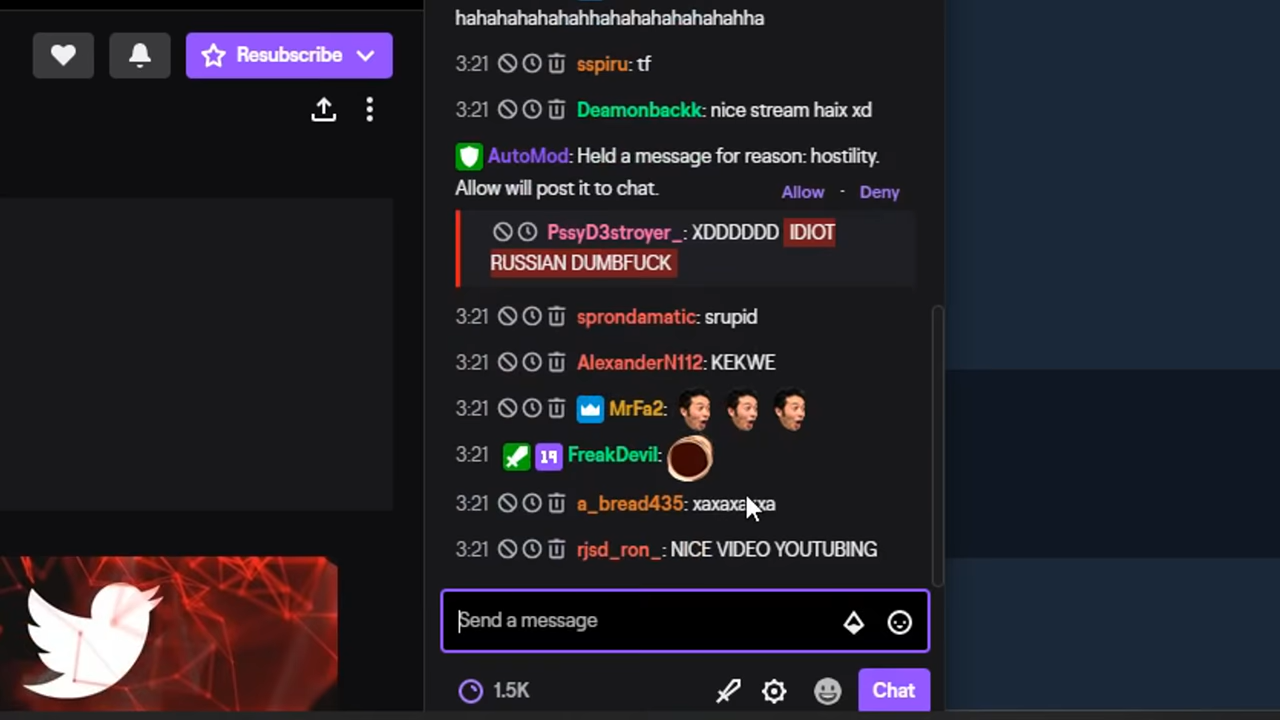 hahahahahahhahahahahahahha
Resubscribe
3:21 sspiru: tf
3:21 Deamonbackk: nice stream haix xd
AutoMod: Held a message for reason: hostility.
Allow will post it to chat. Allow - Deny
PssyD3stroyer_: XDDDDDD IDIOT
RUSSIAN DUMBFUCK
3:21 sprondamatic: srupid
3:21 AlexanderN112: KEKWE
3:21 MrFa2:
3:21 19 FreakDevil:
3:21 a_bread435:
3:21 rjsd_ron_: NICE VIDEO YOUTUBING
Send a message
1.5K Chat